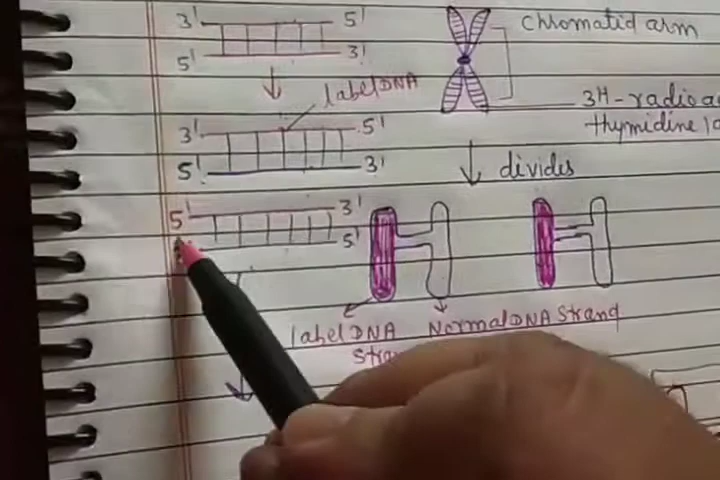 3' 5'
5' 3'
chromatid arm
label DNA
3H - radio
thymidine
3' 5'
5' 3'
divides
5' 3'
5'
label DNA Normal DNA Strand